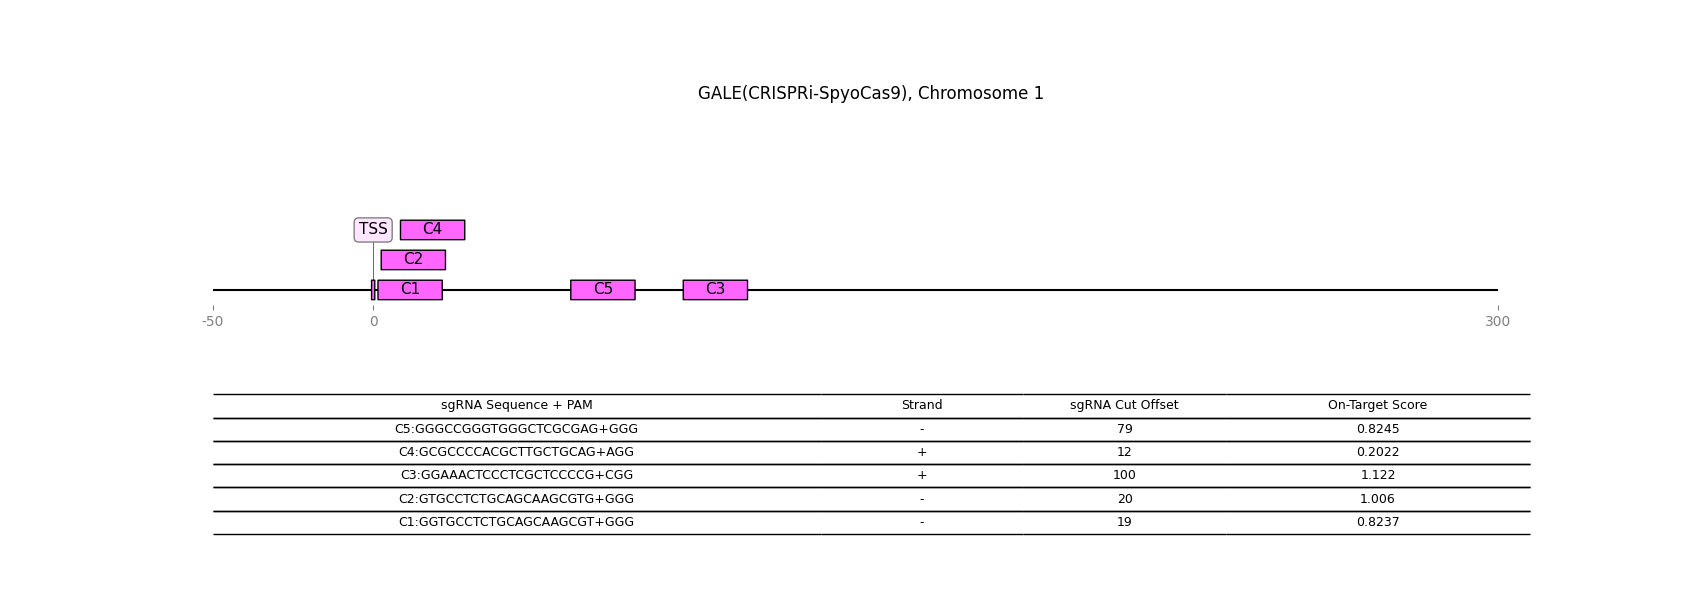 GALE(CRISPRi-SpyoCas9), Chromosome 1
TSS C4
C2
C1 C5 C3
-50 0 300
sgRNA Sequence + PAM Strand sgRNA Cut Offset On-Target Score
C5:GGGCCGGGTGGGCTCGCGAG+GGG - 79 0.8245
C4:GCGCCCCACGCTTGCTGCAG+AGG + 12 0.2022
C3:GGAAACTCCCTCGCTCCCCG+CGG + 100 1.122
C2:GTGCCTCTGCAGCAAGCGTG+GGG - 20 1.006
C1:GGTGCCTCTGCAGCAAGCGT+GGG - 19 0.8237